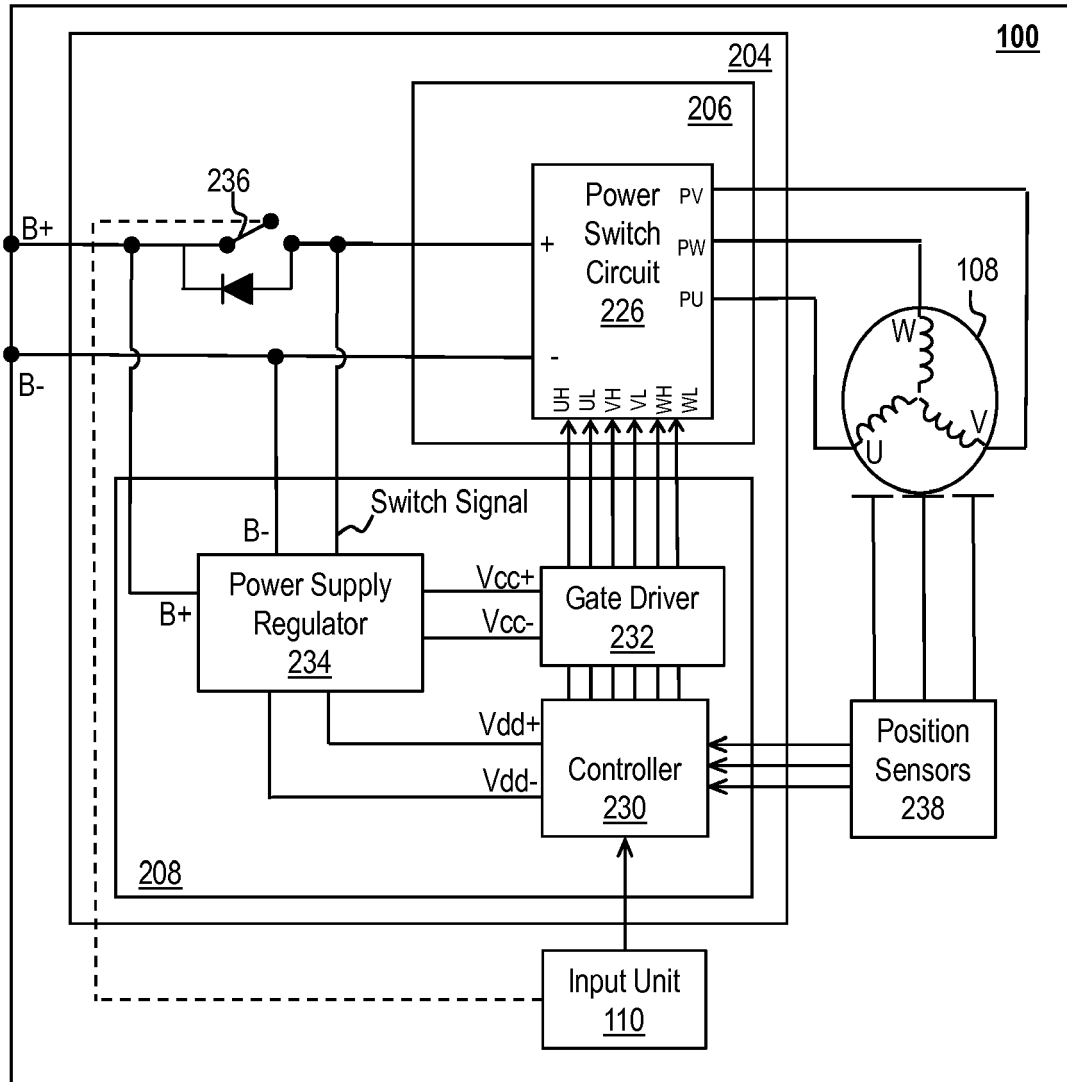 100
204
206
236
B+
B-
Power
Switch
Circuit
226
+
-
PV
PW
PU
UH
UL
VH
VL
WH
WL
108
W
U
V
Switch Signal
B-
B+
Power Supply
Regulator
234
Vcc+
Vcc-
Gate Driver
232
Vdd+
Vdd-
Controller
230
Position
Sensors
238
208
Input Unit
110